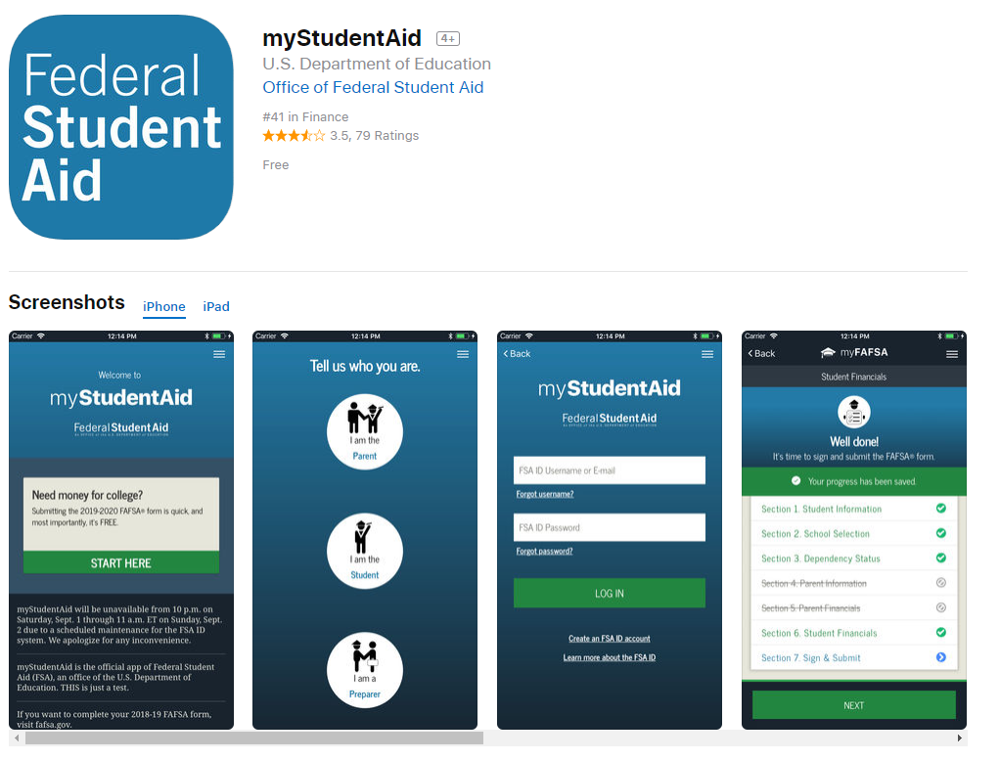 Federal
Student
Aid
myStudentAid 4+
U.S. Department of Education
Office of Federal Student Aid
#41 in Finance
3.5, 79 Ratings
Free
Screenshots iPhone iPad
Carrer 12:14 PM
Welcome to
myStudentAid
Federal Student Aid
Need money for college?
Submitting the 2019-2020 FAFSA® form is quick, and
most importantly, it's FREE.
START HERE
myStudentAid will be unavailable from 10 p.m. on
Saturday, Sept. 1 through 11 a.m. ET on Sunday, Sept.
2 due to a scheduled maintenance for the FSA ID
system. We apologize for any inconvenience.
myStudentAid is the official app of Federal Student
Aid (FSA), an office of the U.S. Department of
Education. THIS is just a test.
If you want to complete your 2018-19 FAFSA form,
visit fafsa.gov.
Carrier 12:14 PM
Tell us who you are.
I am the
Parent
I am the
Student
I am a
Preparer
Carrier 12:14 PM
Back
myStudentAid
Federal Student Aid
FSA ID Username or E-mail
Forgot username?
FSA ID Password
Forgot password?
LOG IN
Create an FSA ID account
Learn more about the FSA ID
Carrier 12:14 PM
Back myFAFSA
Student Financials
Well done!
It's time to sign and submit the FAFSA® form.
Your progress has been saved.
Section 1. Student Information
Section 2. School Selection
Section 3. Dependency Status
Section 4. Parent Information
Section 5. Parent Financials
Section 6. Student Financials
Section 7. Sign & Submit
NEXT